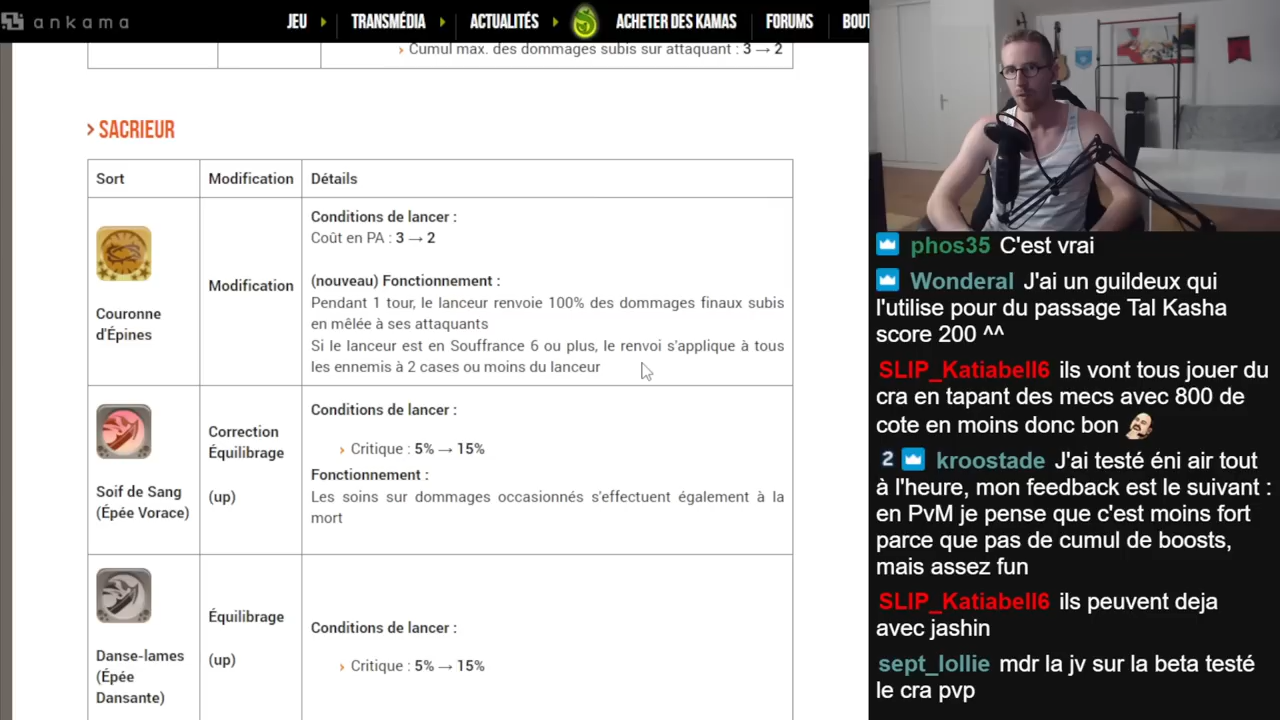 ankama
JEU
TRANSMÉDIA
ACTUALITÉS
ACHETER DES KAMAS
FORUMS
BOUT
› Cumul max. des dommages subis sur attaquant : 3 → 2
› SACRIEUR
Sort
Modification
Détails
Couronne
d'Épines
Modification
Conditions de lancer :
Coût en PA : 3 → 2
(nouveau) Fonctionnement :
Pendant 1 tour, le lanceur renvoie 100% des dommages finaux subis
en mêlée à ses attaquants
Si le lanceur est en Souffrance 6 ou plus, le renvoi s'applique à tous
les ennemis à 2 cases ou moins du lanceur
Soif de Sang
(Épée Vorace)
Correction
Équilibrage
(up)
Conditions de lancer :
› Critique : 5% → 15%
Fonctionnement :
Les soins sur dommages occasionnés s'effectuent également à la
mort
Danse-lames
(Épée
Dansante)
Équilibrage
(up)
Conditions de lancer :
› Critique : 5% → 15%
phos35 C'est vrai
Wonderal J'ai un guildeux qui
l'utilise pour du passage Tal Kasha
score 200 ^^
SLIP_Katiabell6 ils vont tous jouer du
cra en tapant des mecs avec 800 de
cote en moins donc bon
2 kroostade J'ai testé éni air tout
à l'heure, mon feedback est le suivant :
en PvM je pense que c'est moins fort
parce que pas de cumul de boosts,
mais assez fun
SLIP_Katiabell6 ils peuvent deja
avec jashin
sept_lollie mdr la jv sur la beta testé
le cra pvp